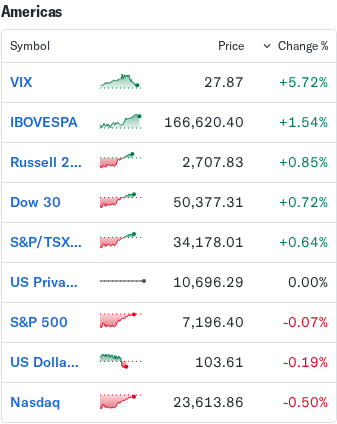 Americas
Symbol Price Change %
VIX 27.87 +5.72%
IBOVESPA 166,620.40 +1.54%
Russell 2... 2,707.83 +0.85%
Dow 30 50,377.31 +0.72%
S&P/TSX... 34,178.01 +0.64%
US Priva... 10,696.29 0.00%
S&P 500 7,196.40 -0.07%
US Dolla... 103.61 -0.19%
Nasdaq 23,613.86 -0.50%